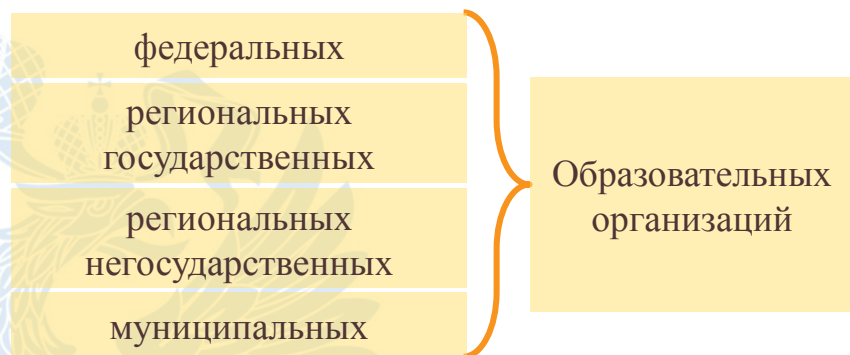 федеральных
региональных
государственных
региональных
негосударственных
муниципальных
Образовательных
организаций